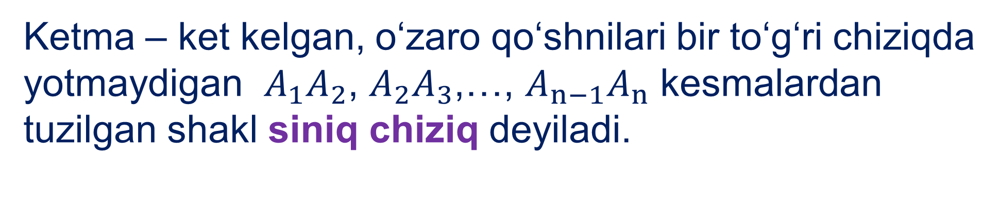 Ketma – ket kelgan, o‘zaro qo‘shnilari bir to‘g‘ri chiziqda
yotmaydigan A₁A₂, A₂A₃,…, Aₙ₋₁Aₙ kesmalardan
tuzilgan shakl siniq chiziq deyiladi.